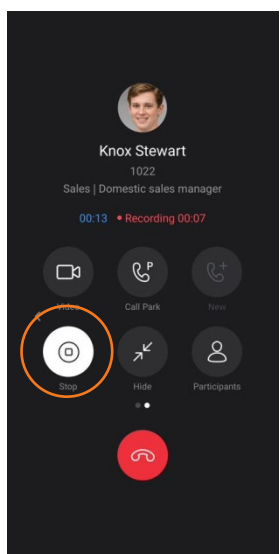 Knox Stewart
1022
Sales | Domestic sales manager
00:13 • Recording 00:07
Video Call Park New
Stop Hide Participants